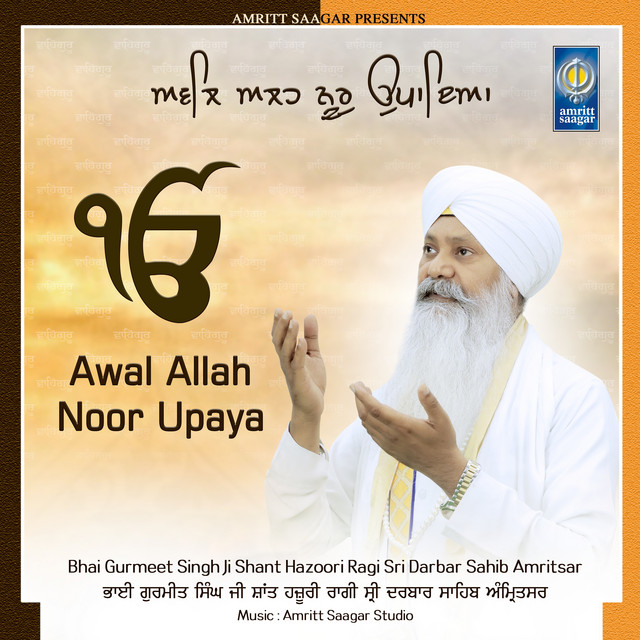 AMRITT SAAGAR PRESENTS
ਅਵਲਿ ਅਲਹ ਨੂਰੁ ਉਪਾਇਆ
amritt
saagar
ੴ
Awal Allah
Noor Upaya
Bhai Gurmeet Singh Ji Shant Hazoori Ragi Sri Darbar Sahib Amritsar
ਭਾਈ ਗੁਰਮੀਤ ਸਿੰਘ ਜੀ ਸ਼ਾਂਤ ਹਜ਼ੂਰੀ ਰਾਗੀ ਸ੍ਰੀ ਦਰਬਾਰ ਸਾਹਿਬ ਅੰਮ੍ਰਿਤਸਰ
Music : Amritt Saagar Studio